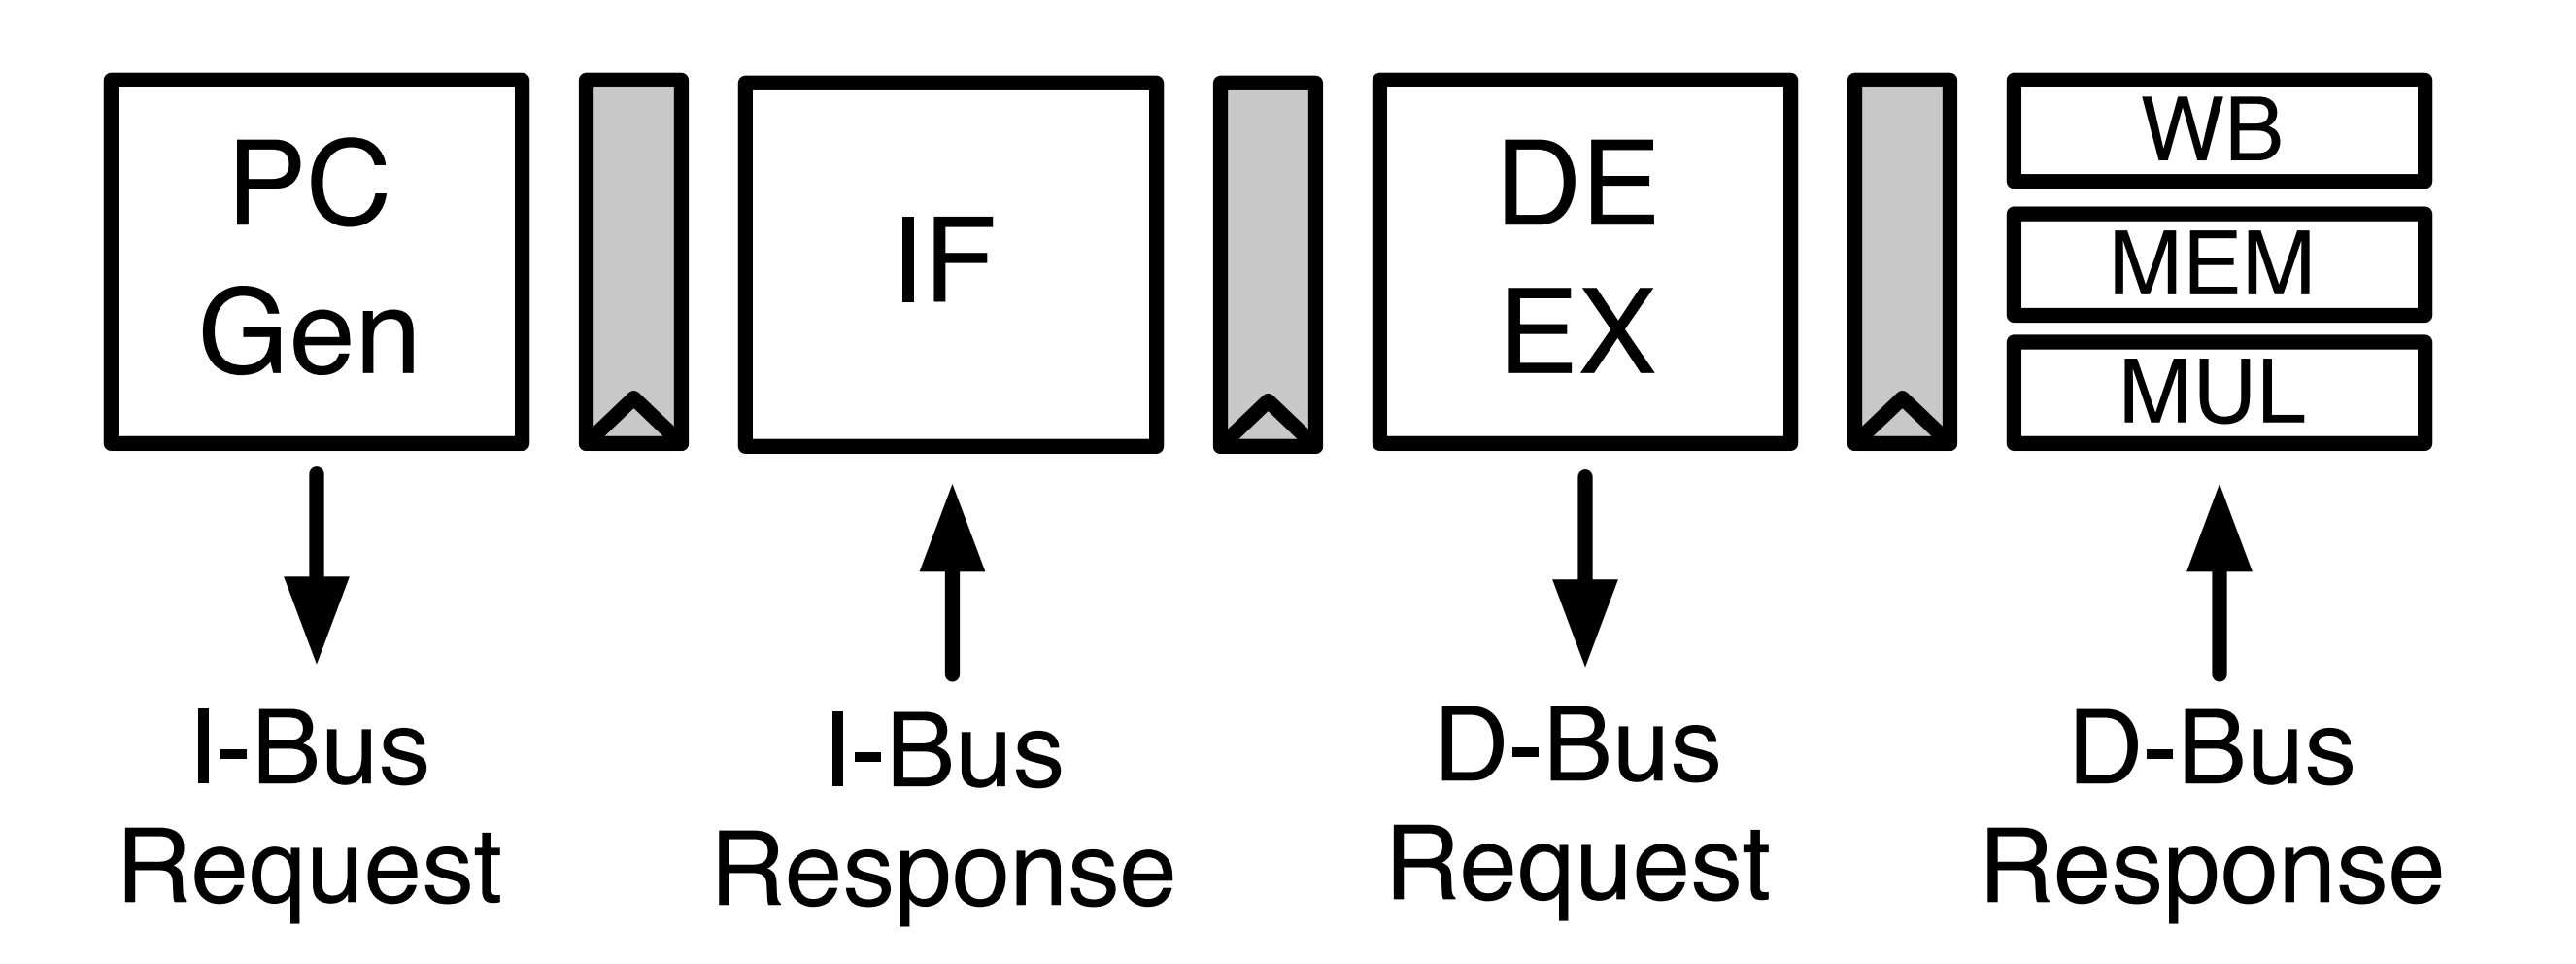 PC
Gen
IF
DE
EX
WB
MEM
MUL
I-Bus
Request
I-Bus
Response
D-Bus
Request
D-Bus
Response